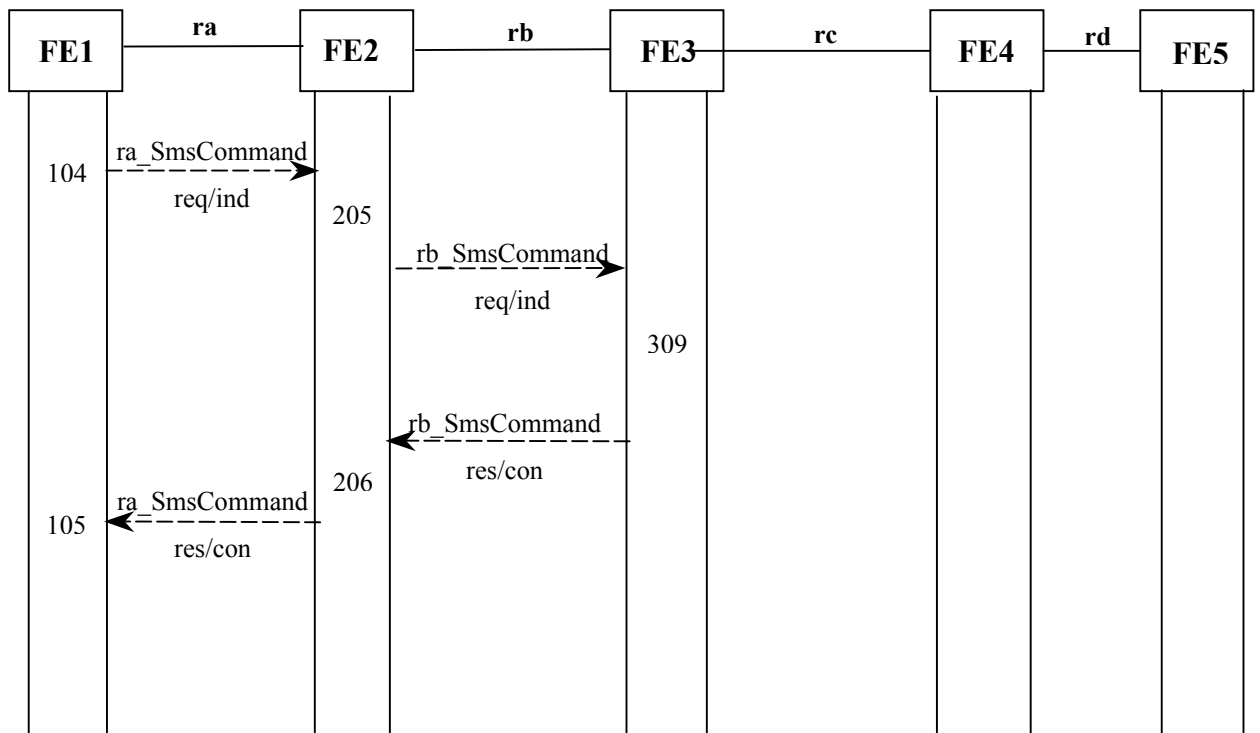 ra
rb
rc
rd
FE1
FE2
FE3
FE4
FE5
ra_SmsCommand
104
req/ind
205
rb_SmsCommand
req/ind
309
rb_SmsCommand
res/con
206
ra_SmsCommand
105
res/con